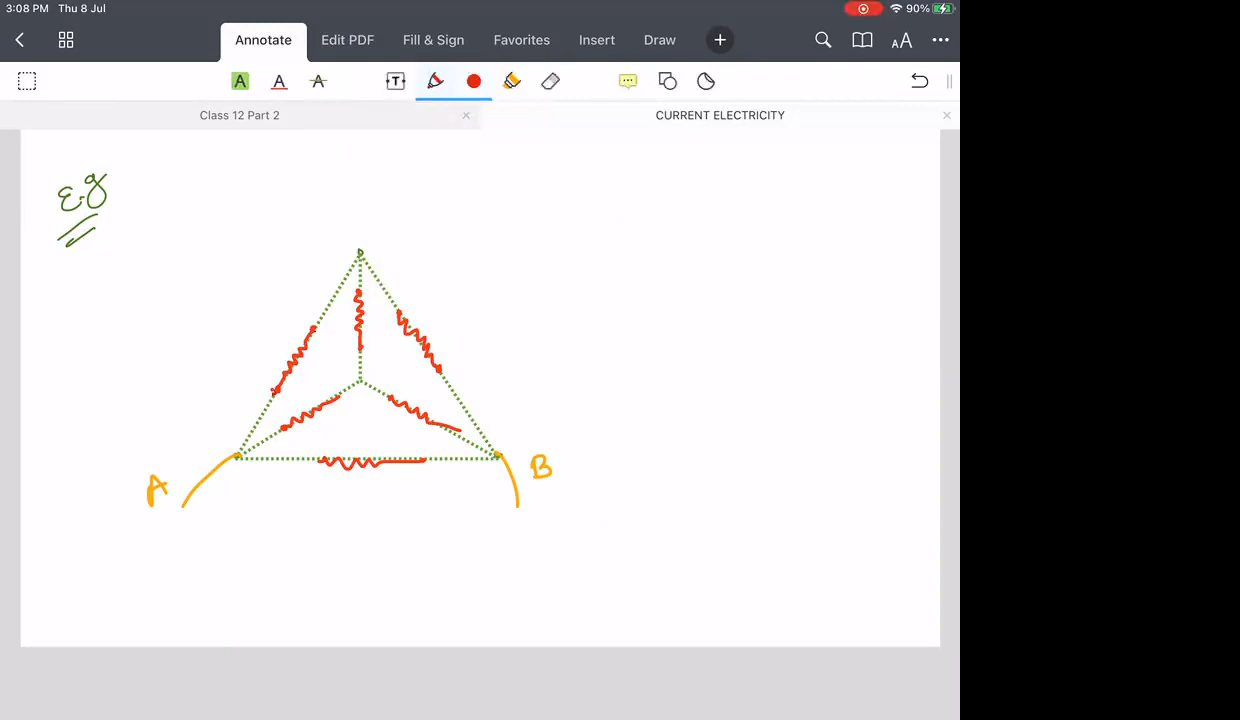 3:08 PM Thu 8 Jul 90%
Annotate Edit PDF Fill & Sign Favorites Insert Draw
AA
A A A T
Class 12 Part 2 CURRENT ELECTRICITY
E.g
A B